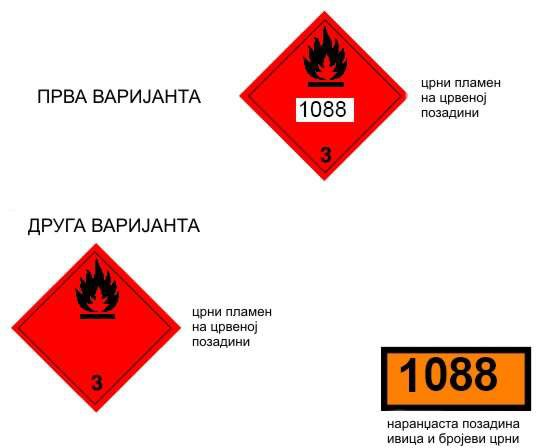 ПРВА ВАРИЈАНТА
1088
3
црни пламен
на црвеној
позадини
ДРУГА ВАРИЈАНТА
3
црни пламен
на црвеној
позадини
1088
наранџаста позадина
ивица и бројеви црни